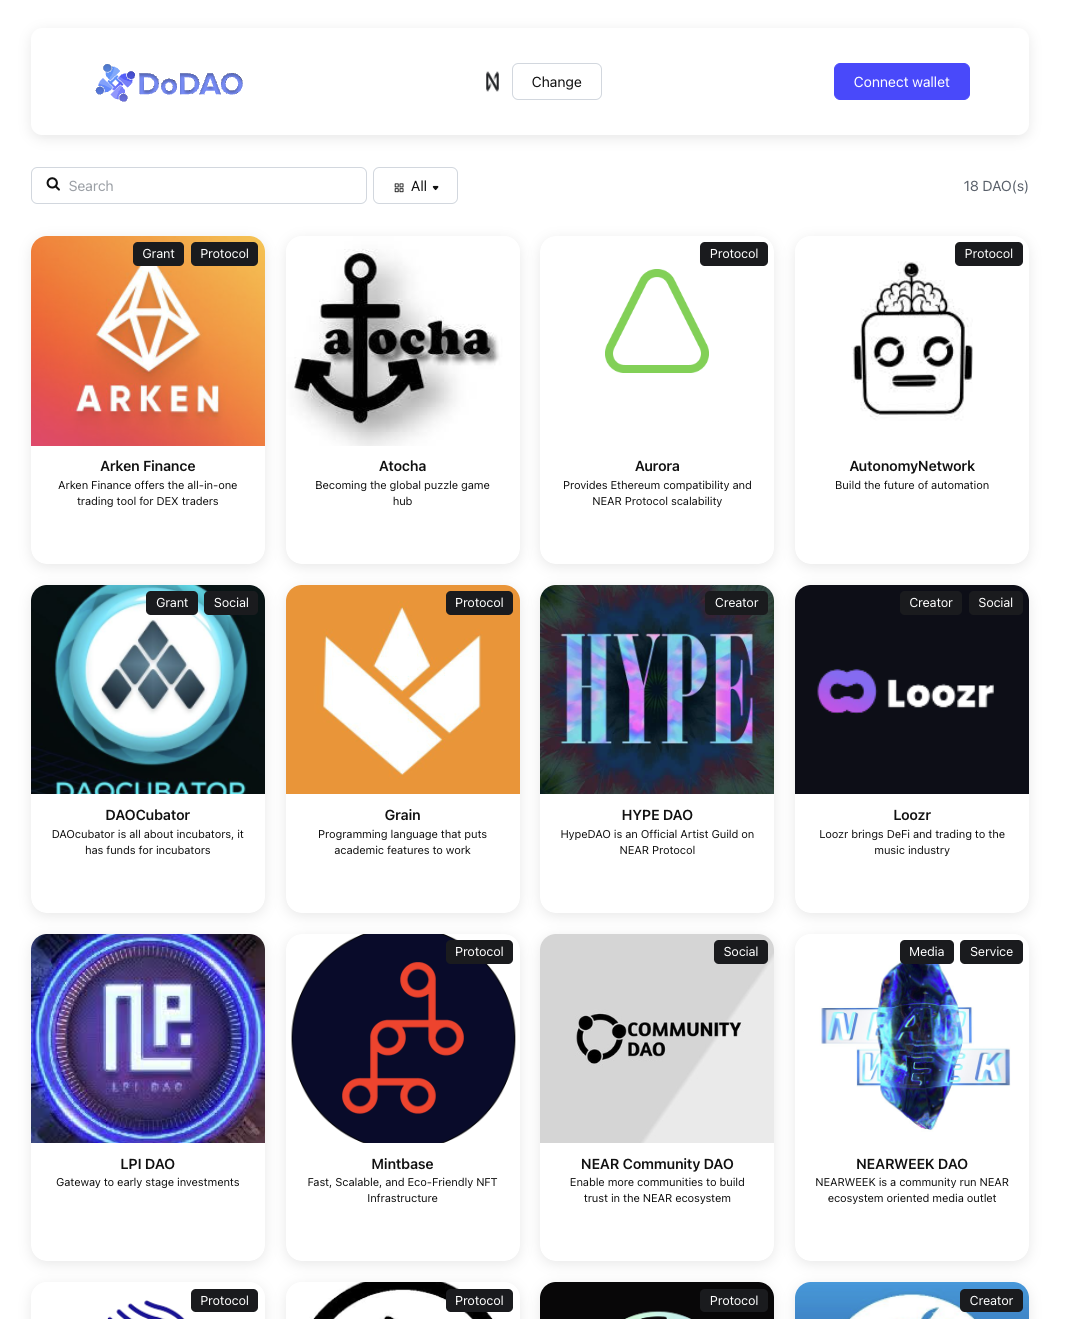 DoDAO
Change
Connect wallet
Search
All
18 DAO(s)
Grant Protocol
ARKEN
Arken Finance
Arken Finance offers the all-in-one
trading tool for DEX traders
atocha
Atocha
Becoming the global puzzle game
hub
Protocol
Aurora
Provides Ethereum compatibility and
NEAR Protocol scalability
Protocol
AutonomyNetwork
Build the future of automation
Grant Social
DAOCUBATOR
DAOCubator
DAOcubator is all about incubators, it
has funds for incubators
Protocol
Grain
Programming language that puts
academic features to work
Creator
HYPE
HYPE DAO
HypeDAO is an Official Artist Guild on
NEAR Protocol
Creator Social
Loozr
Loozr
Loozr brings DeFi and trading to the
music industry
LPI DAO
LPI DAO
Gateway to early stage investments
Protocol
Mintbase
Fast, Scalable, and Eco-Friendly NFT
Infrastructure
Social
COMMUNITY
DAO
NEAR Community DAO
Enable more communities to build
trust in the NEAR ecosystem
Media Service
NEAR
WEEK
NEARWEEK DAO
NEARWEEK is a community run NEAR
ecosystem oriented media outlet
Protocol
Protocol
Protocol
Creator